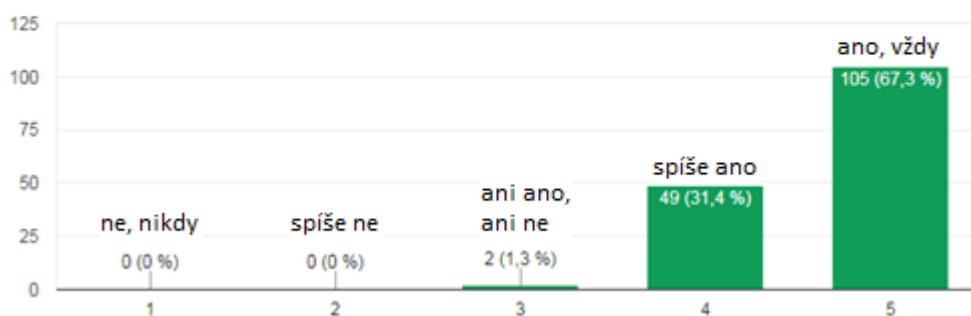 125
100
75
50
25
0
ne, nikdy
0 (0 %)
spíše ne
0 (0 %)
ani ano,
ani ne
2 (1,3 %)
spíše ano
49 (31,4 %)
ano, vždy
105 (67,3 %)
1
2
3
4
5